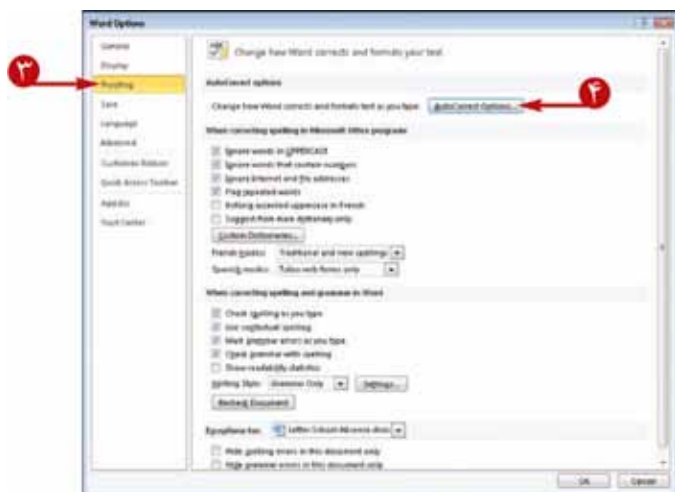 Word Options
General
Display
Proofing
Save
Language
Advanced
Customize Ribbon
Quick Access Toolbar
Add-Ins
Trust Center
۳
Change how Word corrects and formats your text.
AutoCorrect options
Change how Word corrects and formats text as you type: AutoCorrect Options...
۴
When correcting spelling in Microsoft Office programs
Ignore words in UPPERCASE
Ignore words that contain numbers
Ignore Internet and file addresses
Flag repeated words
Enforce accented uppercase in French
Suggest from main dictionary only
Custom Dictionaries...
French modes: Traditional and new spellings
Spanish modes: Tuteo verb forms only
When correcting spelling and grammar in Word
Check spelling as you type
Use contextual spelling
Mark grammar errors as you type
Check grammar with spelling
Show readability statistics
Writing Style: Grammar Only Settings...
Recheck Document
Exceptions for: Letter School Absence
Hide spelling errors in this document only
Hide grammar errors in this document only
OK Cancel